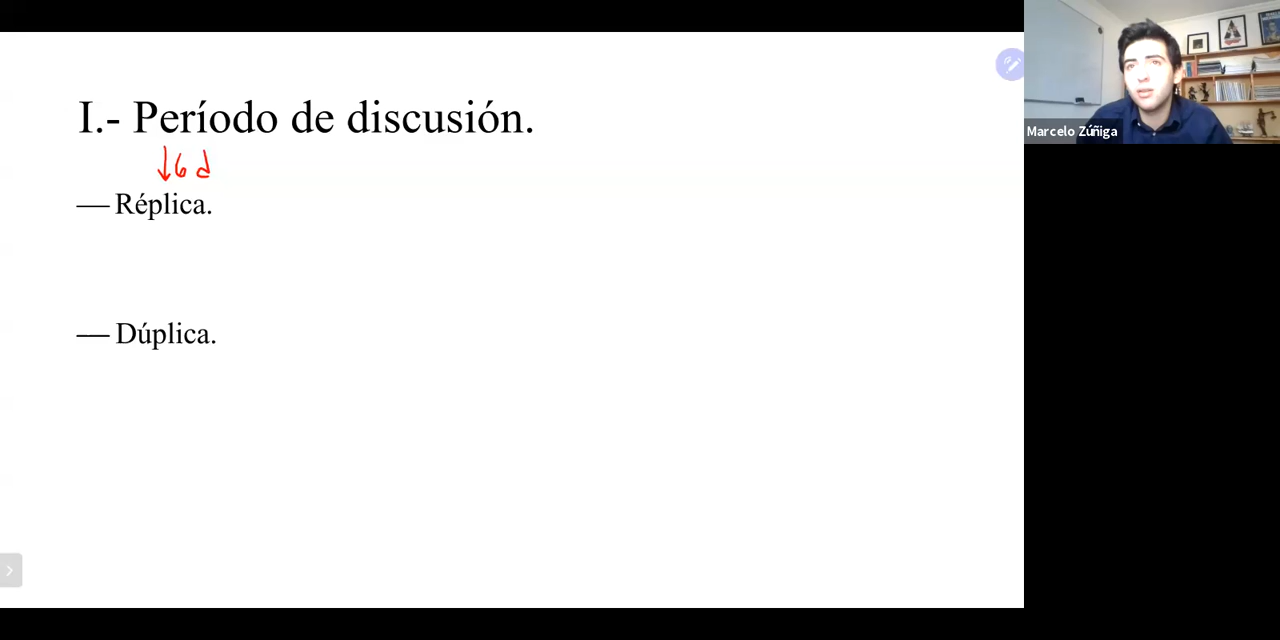 I.- Período de discusión.
↓6 d
— Réplica.
— Dúplica.
Marcelo Zúñiga